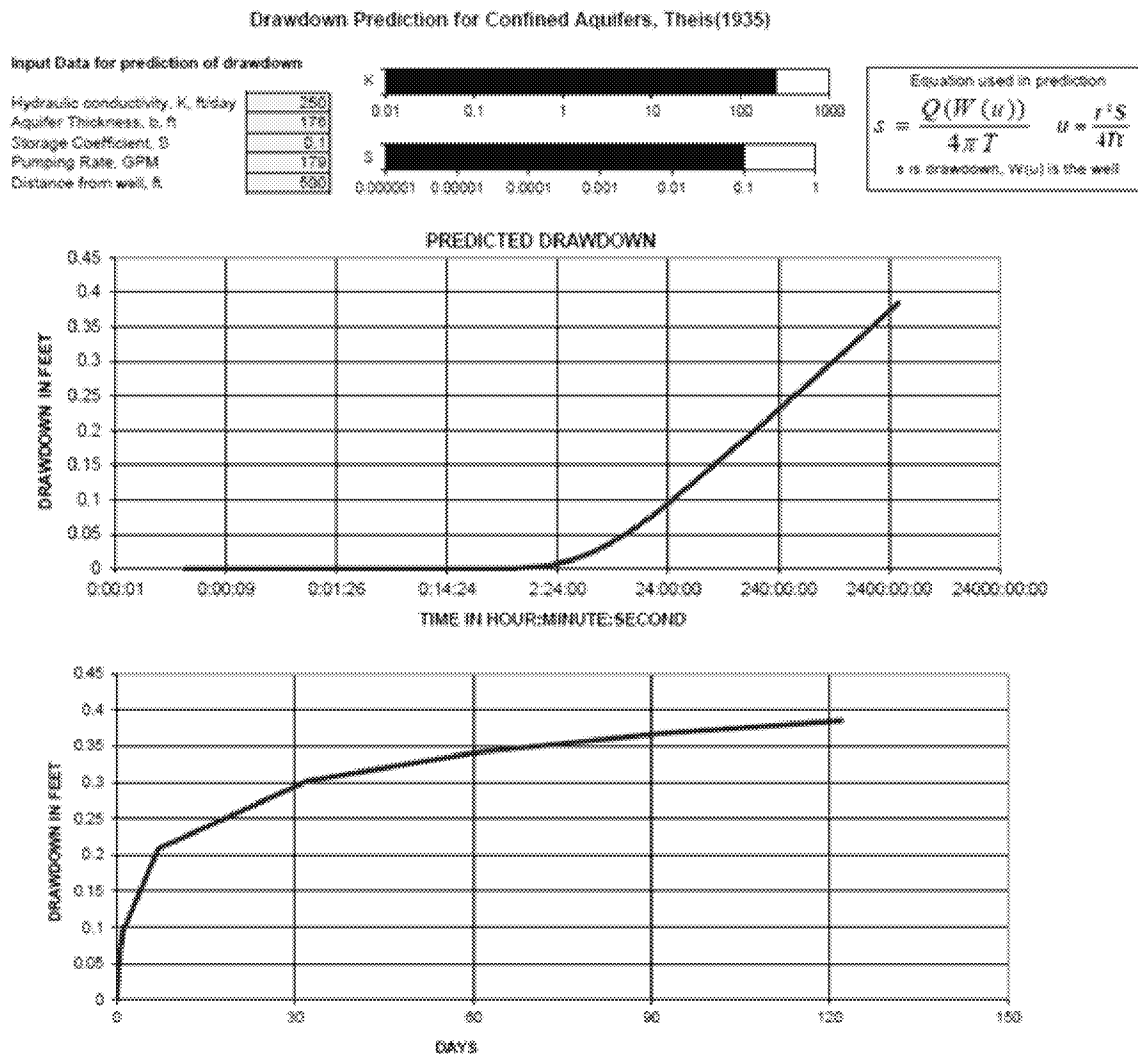 Drawdown Prediction for Confined Aquifers, Theis(1935)
Input Data for prediction of drawdown
Hydraulic conductivity, K, ft/day 250
Aquifer Thickness, b, ft 175
Storage Coefficient, S 0.1
Pumping Rate, GPM 179
Distance from well, ft 500
K
0.01 0.1 1 10 100 1000
S
0.000001 0.00001 0.0001 0.001 0.01 0.1 1
Equation used in prediction
s = Q(W(u)) / 4πT u = r²S / 4Tt
s is drawdown, W(u) is the well
PREDICTED DRAWDOWN
DRAWDOWN IN FEET
0.45
0.4
0.35
0.3
0.25
0.2
0.15
0.1
0.05
0
0:00:01 0:00:09 0:01:26 0:14:24 2:24:00 24:00:00 240:00:00 2400:00:00 24000:00:00
TIME IN HOUR:MINUTE:SECOND
DRAWDOWN IN FEET
0.45
0.4
0.35
0.3
0.25
0.2
0.15
0.1
0.05
0
0 30 60 90 120 150
DAYS